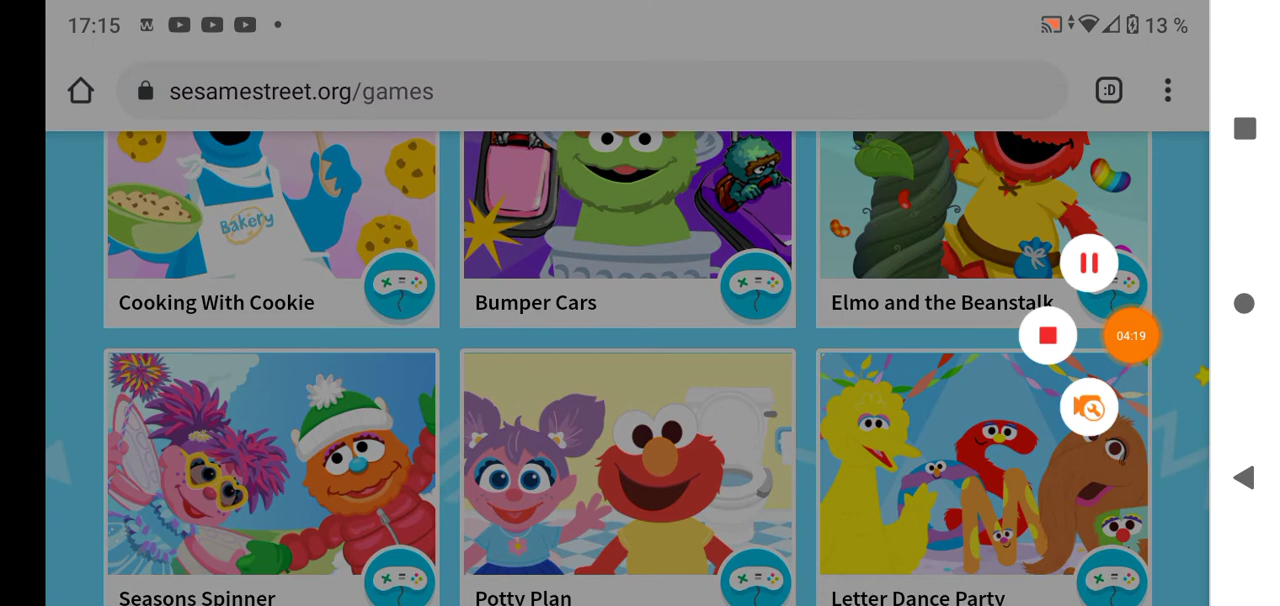 17:15
13 %
sesamestreet.org/games
:D
Bakery
Cooking With Cookie
Bumper Cars
Elmo and the Beanstalk
04:19
Seasons Spinner
Potty Plan
Letter Dance Party